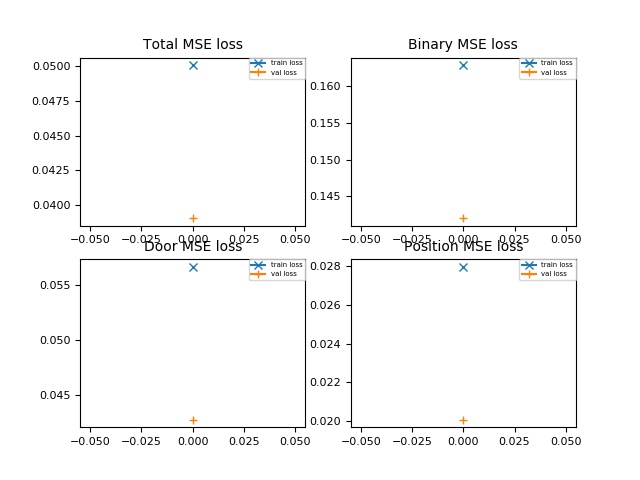 Total MSE loss
Binary MSE loss
0.0500
0.0475
0.0450
0.0425
0.0400
train loss
val loss
−0.050 −0.025 0.000 0.025 0.050
0.160
0.155
0.150
0.145
train loss
val loss
−0.050 −0.025 0.000 0.025 0.050
Door MSE loss
Position MSE loss
0.055
0.050
0.045
train loss
val loss
−0.050 −0.025 0.000 0.025 0.050
0.028
0.026
0.024
0.022
0.020
train loss
val loss
−0.050 −0.025 0.000 0.025 0.050